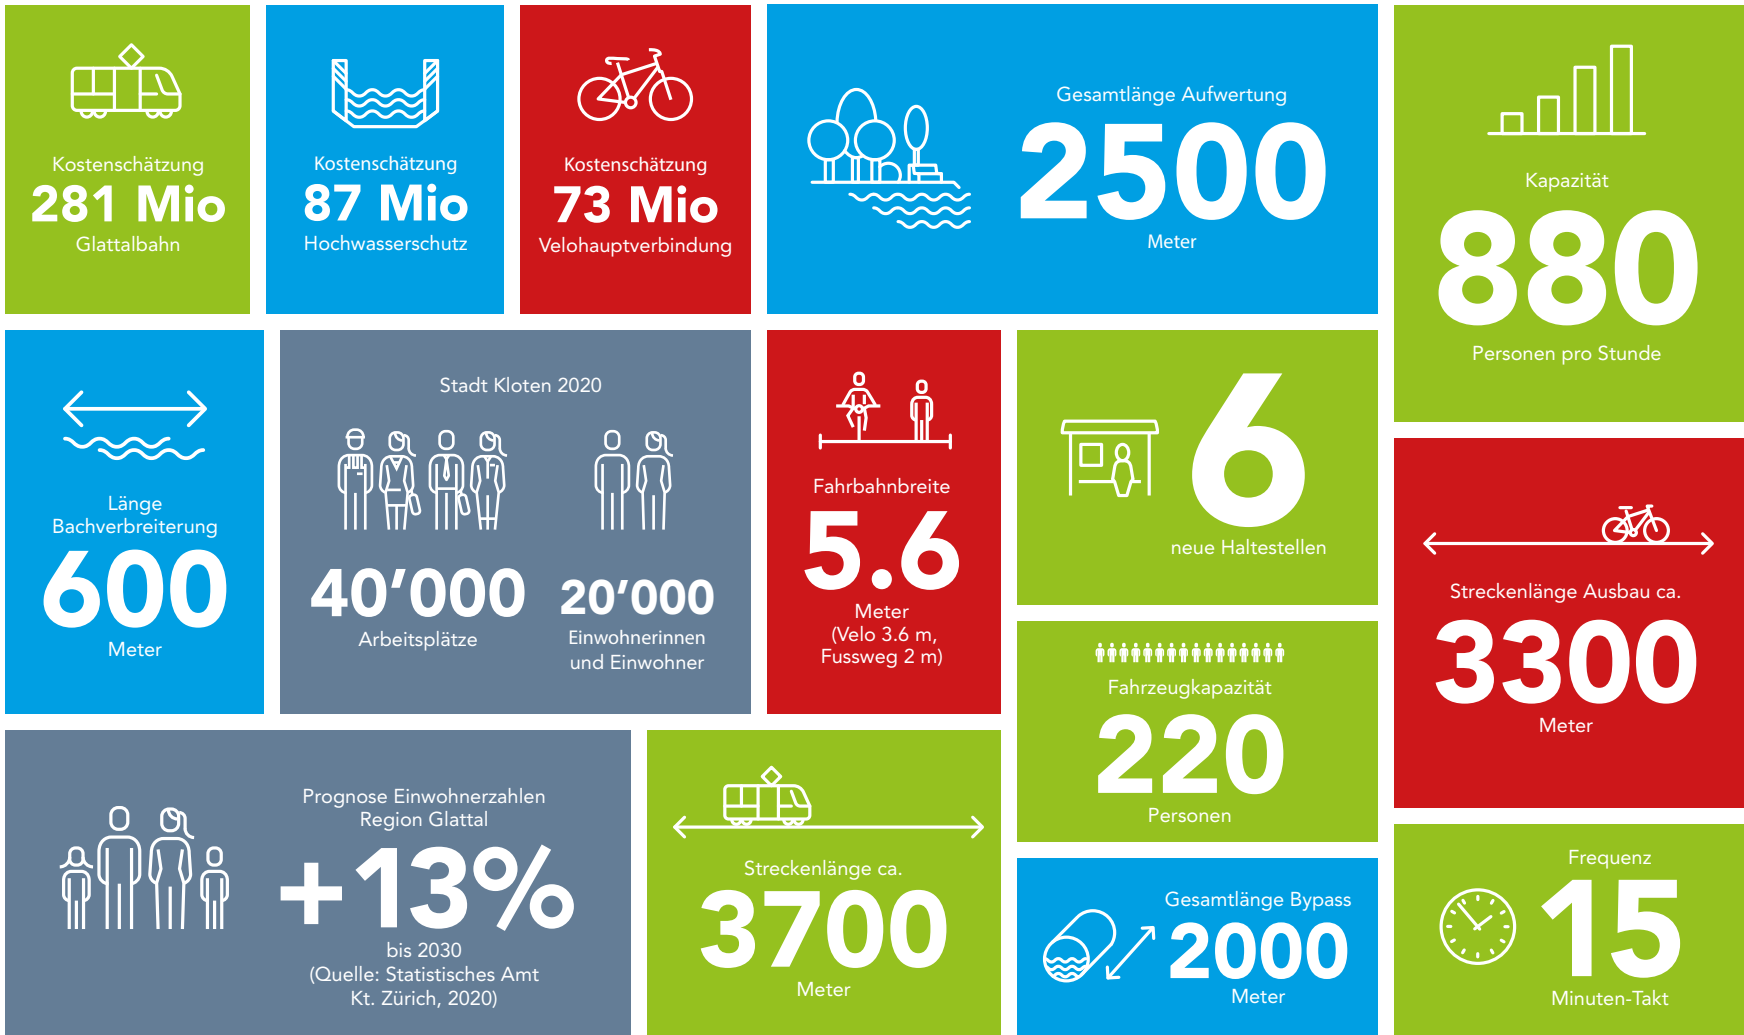 Kostenschätzung
281 Mio
Glattalbahn
Kostenschätzung
87 Mio
Hochwasserschutz
Kostenschätzung
73 Mio
Velohauptverbindung
Gesamtlänge Aufwertung
2500
Meter
Kapazität
880
Personen pro Stunde
Länge
Bachverbreiterung
600
Meter
Stadt Kloten 2020
40’000
Arbeitsplätze
20’000
Einwohnerinnen
und Einwohner
Fahrbahnbreite
5.6
Meter
(Velo 3.6 m,
Fussweg 2 m)
6
neue Haltestellen
Streckenlänge Ausbau ca.
3300
Meter
Fahrzeugkapazität
220
Personen
Prognose Einwohnerzahlen
Region Glattal
+13%
bis 2030
(Quelle: Statistisches Amt
Kt. Zürich, 2020)
Streckenlänge ca.
3700
Meter
Gesamtlänge Bypass
2000
Meter
Frequenz
15
Minuten-Takt